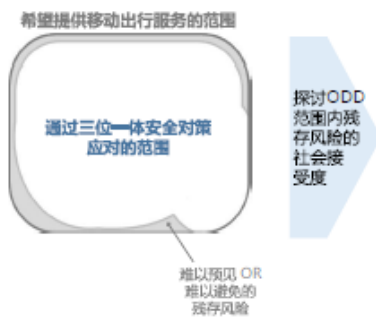 希望提供移动出行服务的范围
通过三位一体安全对策
应对的范围
探讨ODD
范围内残
存风险的
社会接
受度
难以预见 OR
难以避免的
残存风险